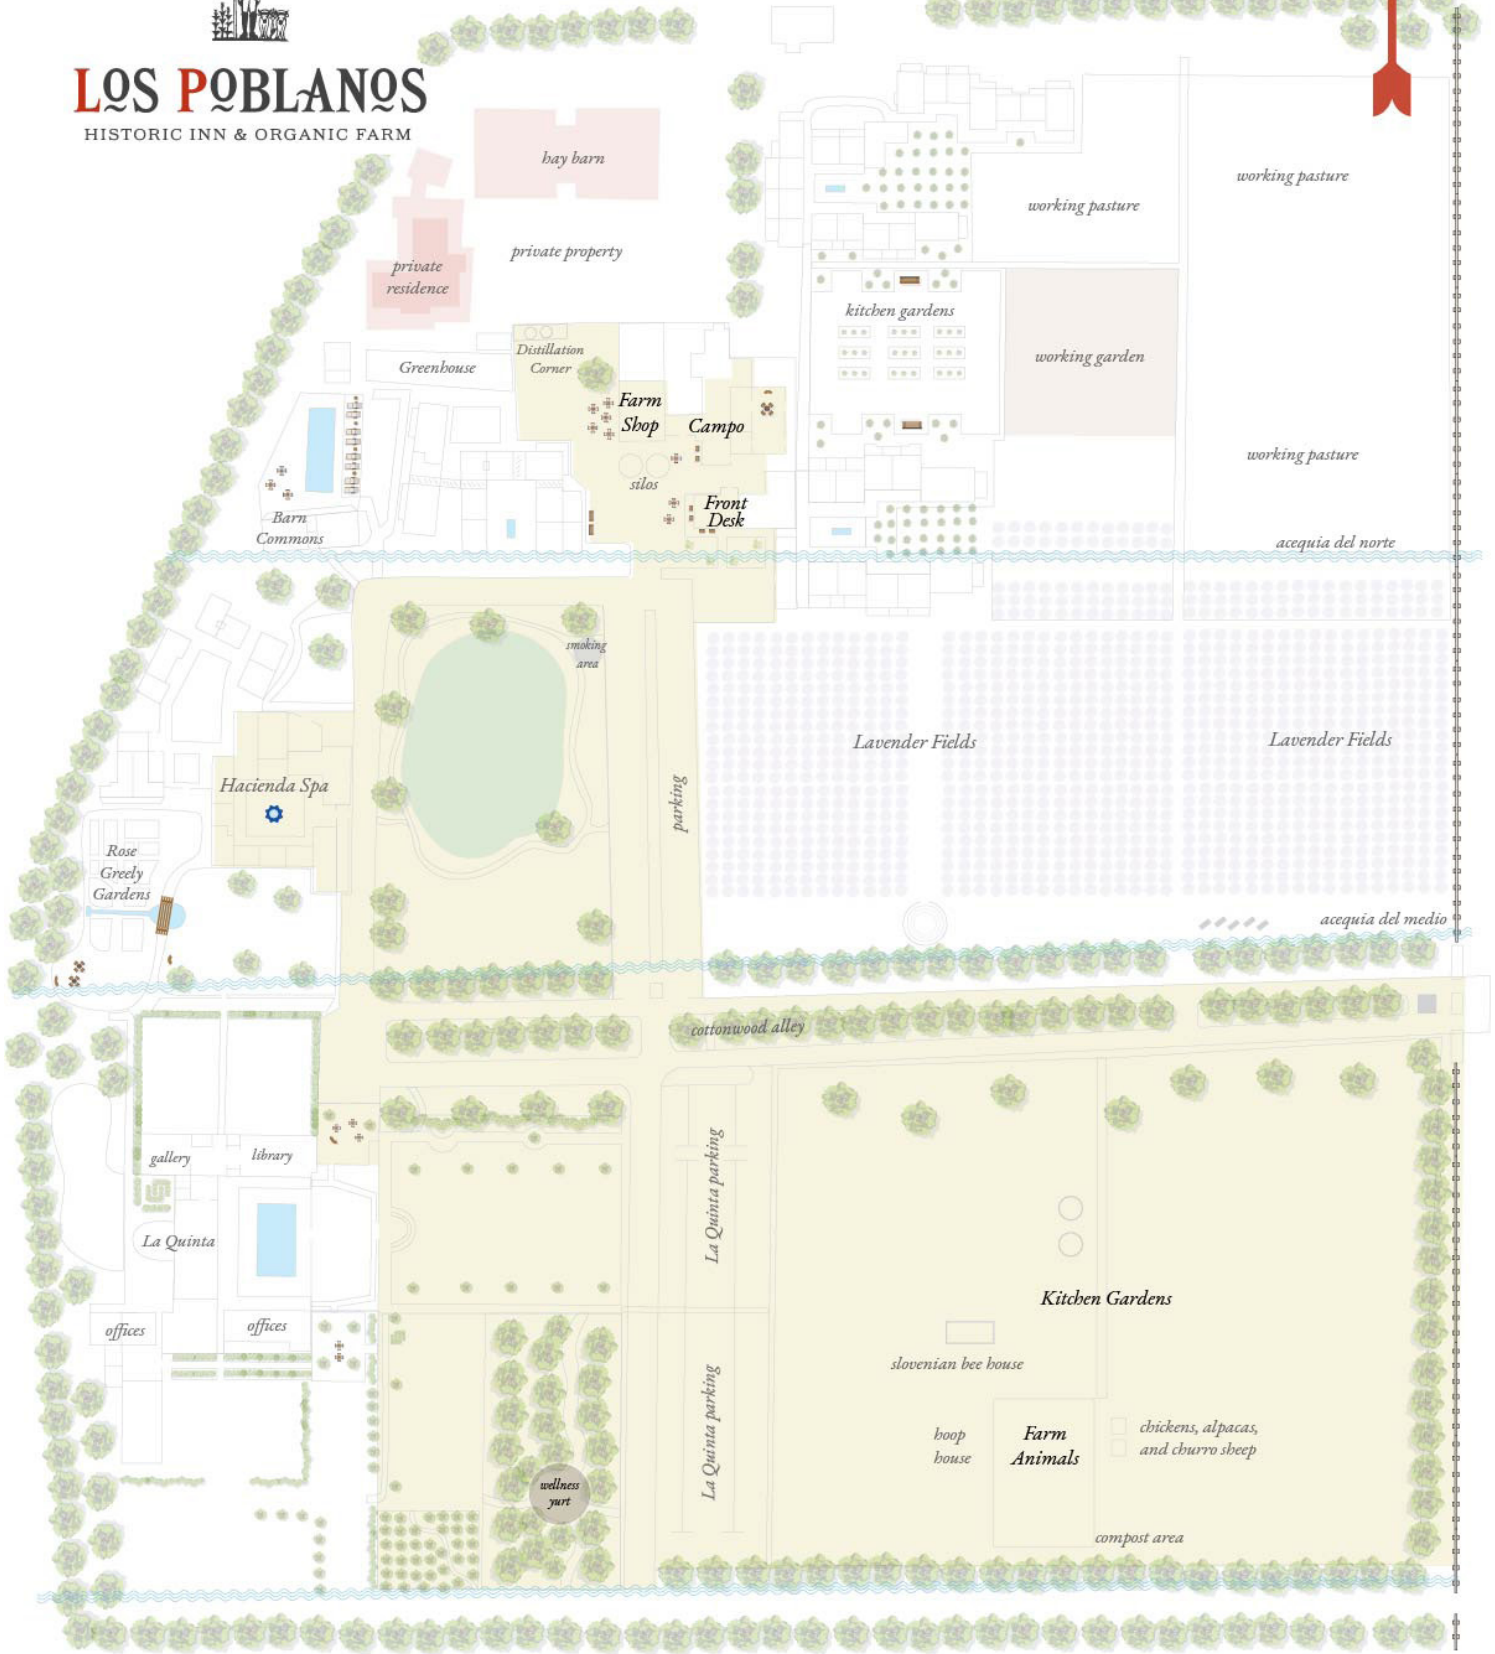 LOS POBLANOS
HISTORIC INN & ORGANIC FARM
hay barn
working pasture
working pasture
private property
private
residence
kitchen gardens
Distillation
Corner
Greenhouse
working garden
Farm
Shop
Campo
working pasture
silos
Front
Desk
Barn
Commons
acequia del norte
smoking
area
Lavender Fields
Lavender Fields
Hacienda Spa
parking
Rose
Greely
Gardens
acequia del medio
cottonwood alley
gallery
library
La Quinta parking
La Quinta
Kitchen Gardens
offices
offices
slovenian bee house
La Quinta parking
hoop
house
Farm
Animals
chickens, alpacas,
and churro sheep
wellness
yurt
compost area